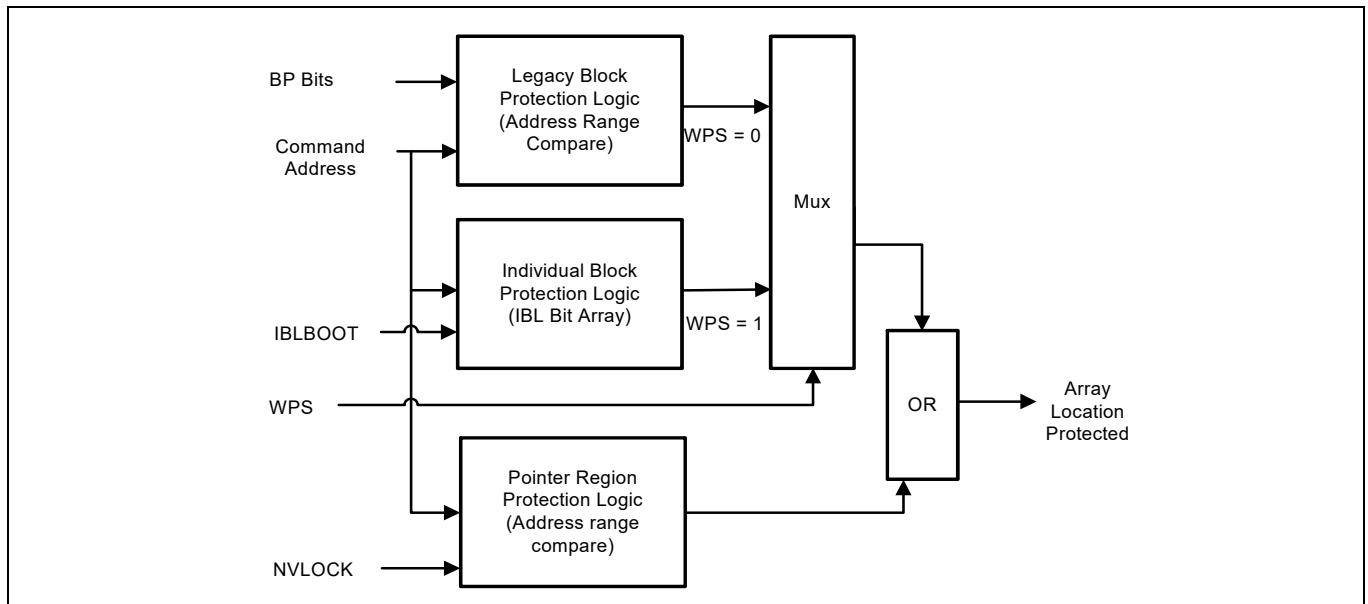 BP Bits
Legacy Block
Protection Logic
(Address Range
Compare)
Command
Address
WPS = 0
Mux
Individual Block
Protection Logic
(IBL Bit Array)
IBLBOOT
WPS = 1
WPS
OR
Array
Location
Protected
Pointer Region
Protection Logic
(Address range
compare)
NVLOCK